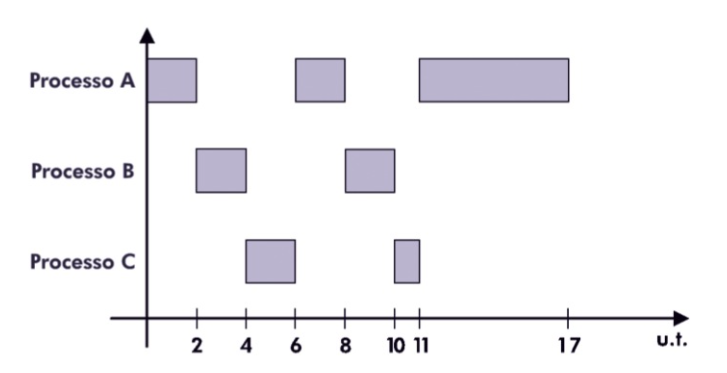 Processo A
Processo B
Processo C
2 4 6 8 10 11 17 u.t.